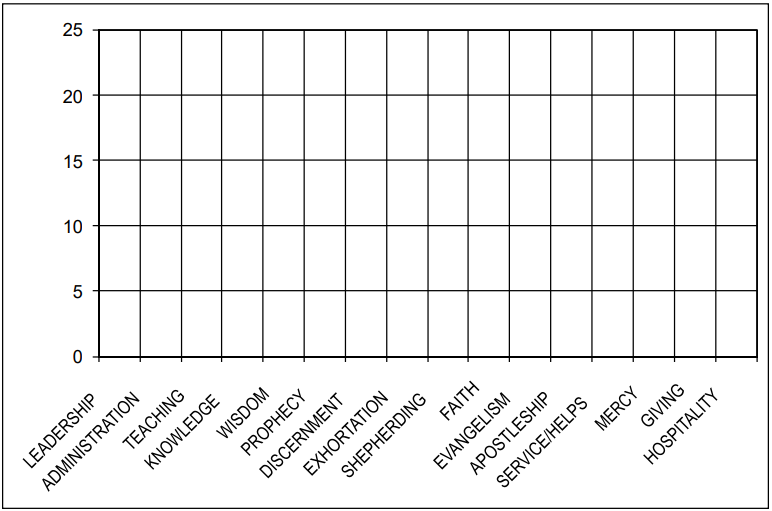 25
20
15
10
5
0
LEADERSHIP
ADMINISTRATION
TEACHING
KNOWLEDGE
WISDOM
PROPHECY
DISCERNMENT
EXHORTATION
SHEPHERDING
FAITH
EVANGELISM
APOSTLESHIP
SERVICE/HELPS
MERCY
GIVING
HOSPITALITY